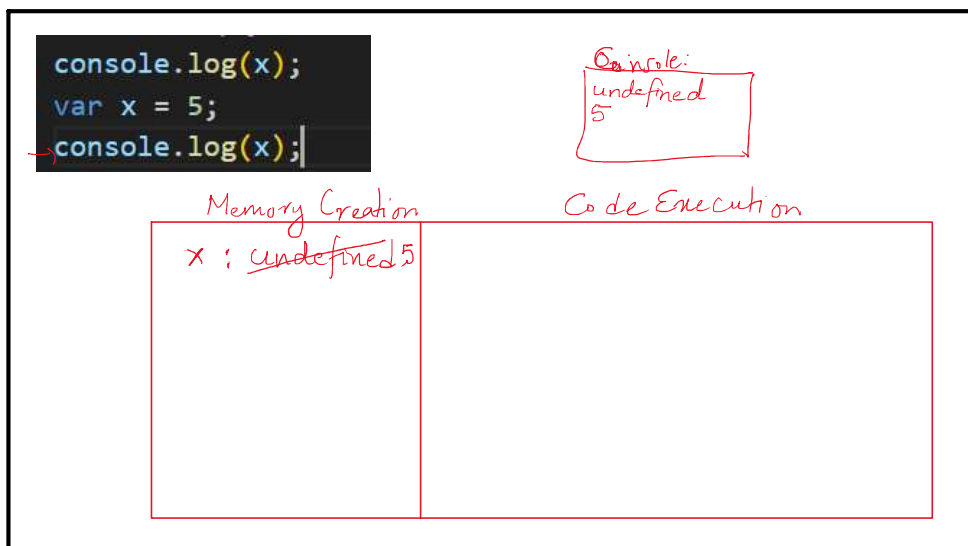 console.log(x);
var x = 5;
console.log(x);
Console:
undefined
5
Memory Creation
Code Execution
x : undefined 5